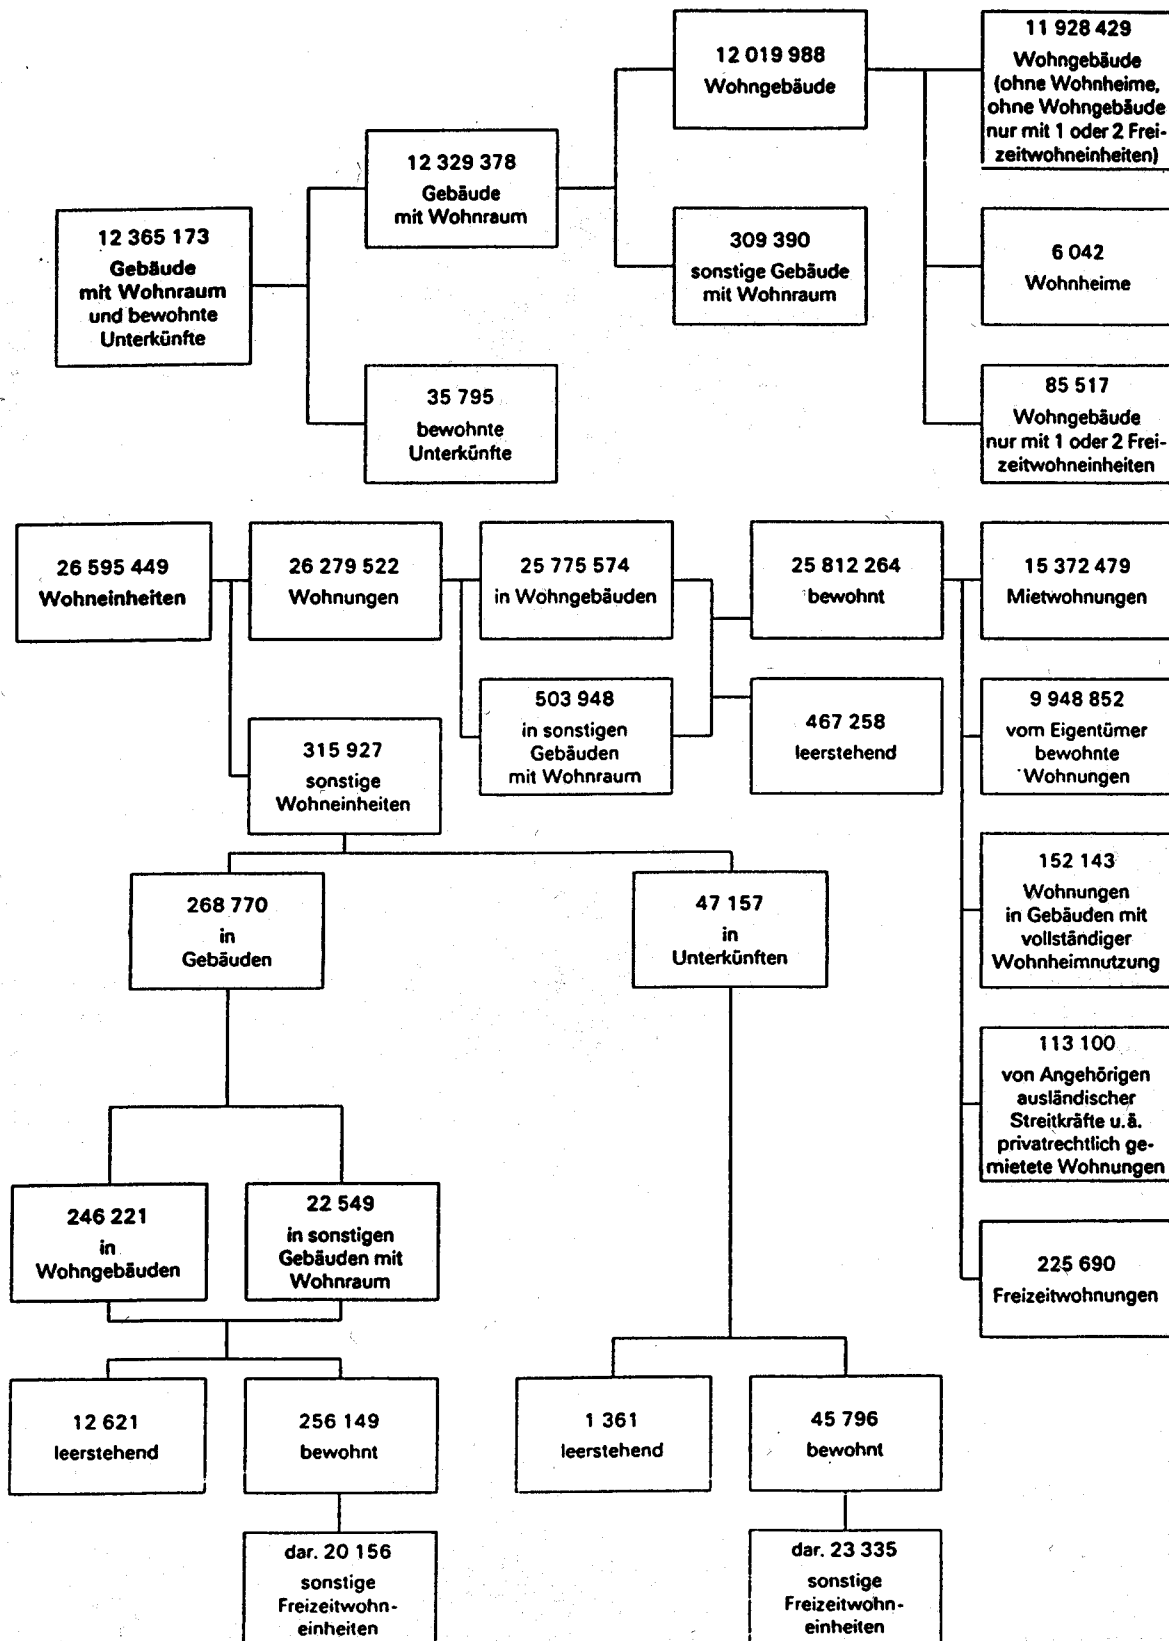 12 365 173
Gebäude
mit Wohnraum
und bewohnte
Unterkünfte
12 329 378
Gebäude
mit Wohnraum
35 795
bewohnte
Unterkünfte
12 019 988
Wohngebäude
309 390
sonstige Gebäude
mit Wohnraum
11 928 429
Wohngebäude
(ohne Wohnheime,
ohne Wohngebäude
nur mit 1 oder 2 Frei-
zeitwohneinheiten)
6 042
Wohnheime
85 517
Wohngebäude
nur mit 1 oder 2 Frei-
zeitwohneinheiten
26 595 449
Wohneinheiten
26 279 522
Wohnungen
315 927
sonstige
Wohneinheiten
25 775 574
in Wohngebäuden
503 948
in sonstigen
Gebäuden
mit Wohnraum
25 812 264
bewohnt
467 258
leerstehend
15 372 479
Mietwohnungen
9 948 852
vom Eigentümer
bewohnte
Wohnungen
152 143
Wohnungen
in Gebäuden mit
vollständiger
Wohnheimnutzung
113 100
von Angehörigen
ausländischer
Streitkräfte u.ä.
privatrechtlich ge-
mietete Wohnungen
225 690
Freizeitwohnungen
268 770
in
Gebäuden
47 157
in
Unterkünften
246 221
in
Wohngebäuden
22 549
in sonstigen
Gebäuden mit
Wohnraum
12 621
leerstehend
256 149
bewohnt
1 361
leerstehend
45 796
bewohnt
dar. 20 156
sonstige
Freizeitwohn-
einheiten
dar. 23 335
sonstige
Freizeitwohn-
einheiten